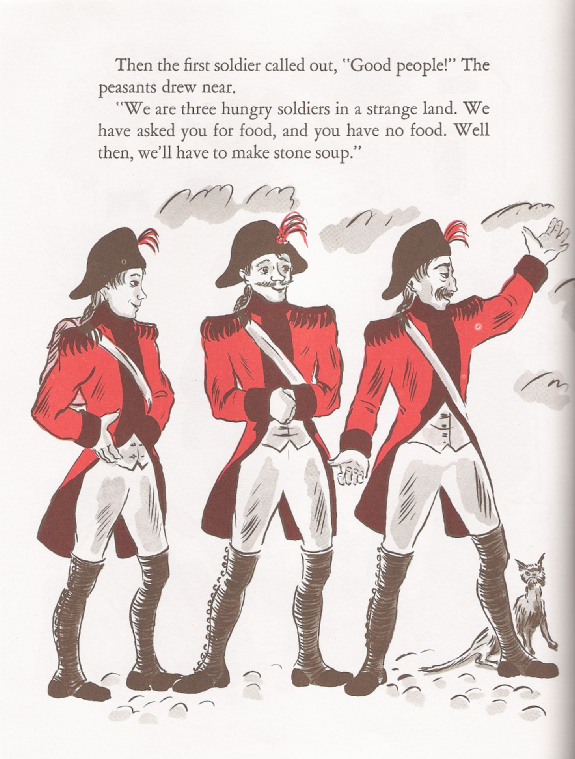 Then the first soldier called out, "Good people!" The
peasants drew near.
"We are three hungry soldiers in a strange land. We
have asked you for food, and you have no food. Well
then, we'll have to make stone soup."